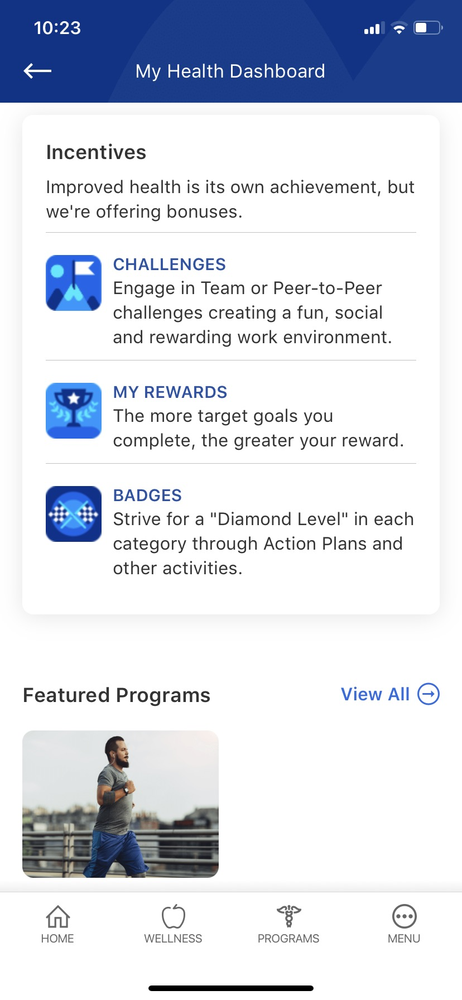 10:23
My Health Dashboard
Incentives
Improved health is its own achievement, but
we're offering bonuses.
CHALLENGES
Engage in Team or Peer-to-Peer
challenges creating a fun, social
and rewarding work environment.
MY REWARDS
The more target goals you
complete, the greater your reward.
BADGES
Strive for a "Diamond Level" in each
category through Action Plans and
other activities.
Featured Programs
View All
HOME
WELLNESS
PROGRAMS
MENU